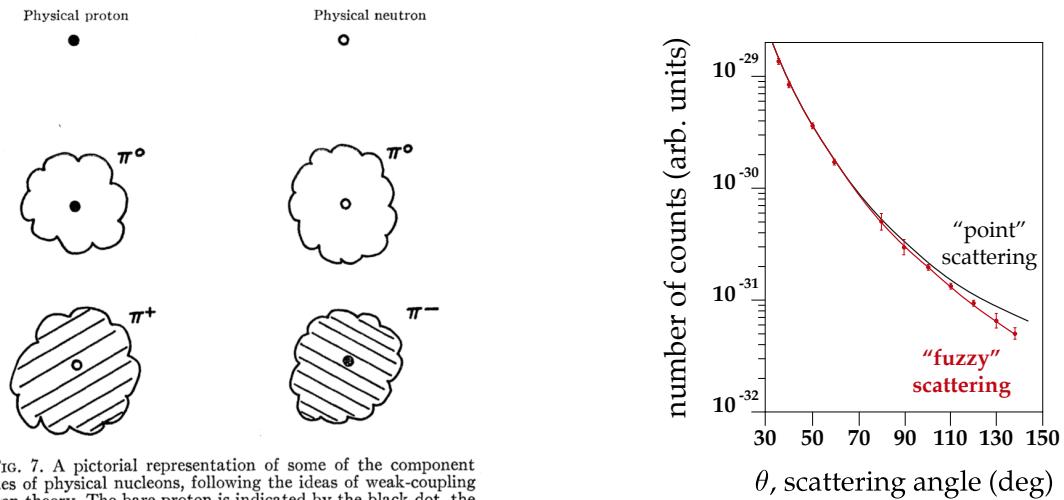 Physical proton
Physical neutron
π°
π°
π+
π−
FIG. 7. A pictorial representation of some of the component
of physical nucleons, following the ideas of weak-coupling
theory. The bare proton is indicated by the black dot, the
number of counts (arb. units)
10⁻²⁹
10⁻³⁰
10⁻³¹
10⁻³²
"point"
scattering
"fuzzy"
scattering
30 50 70 90 110 130 150
θ, scattering angle (deg)